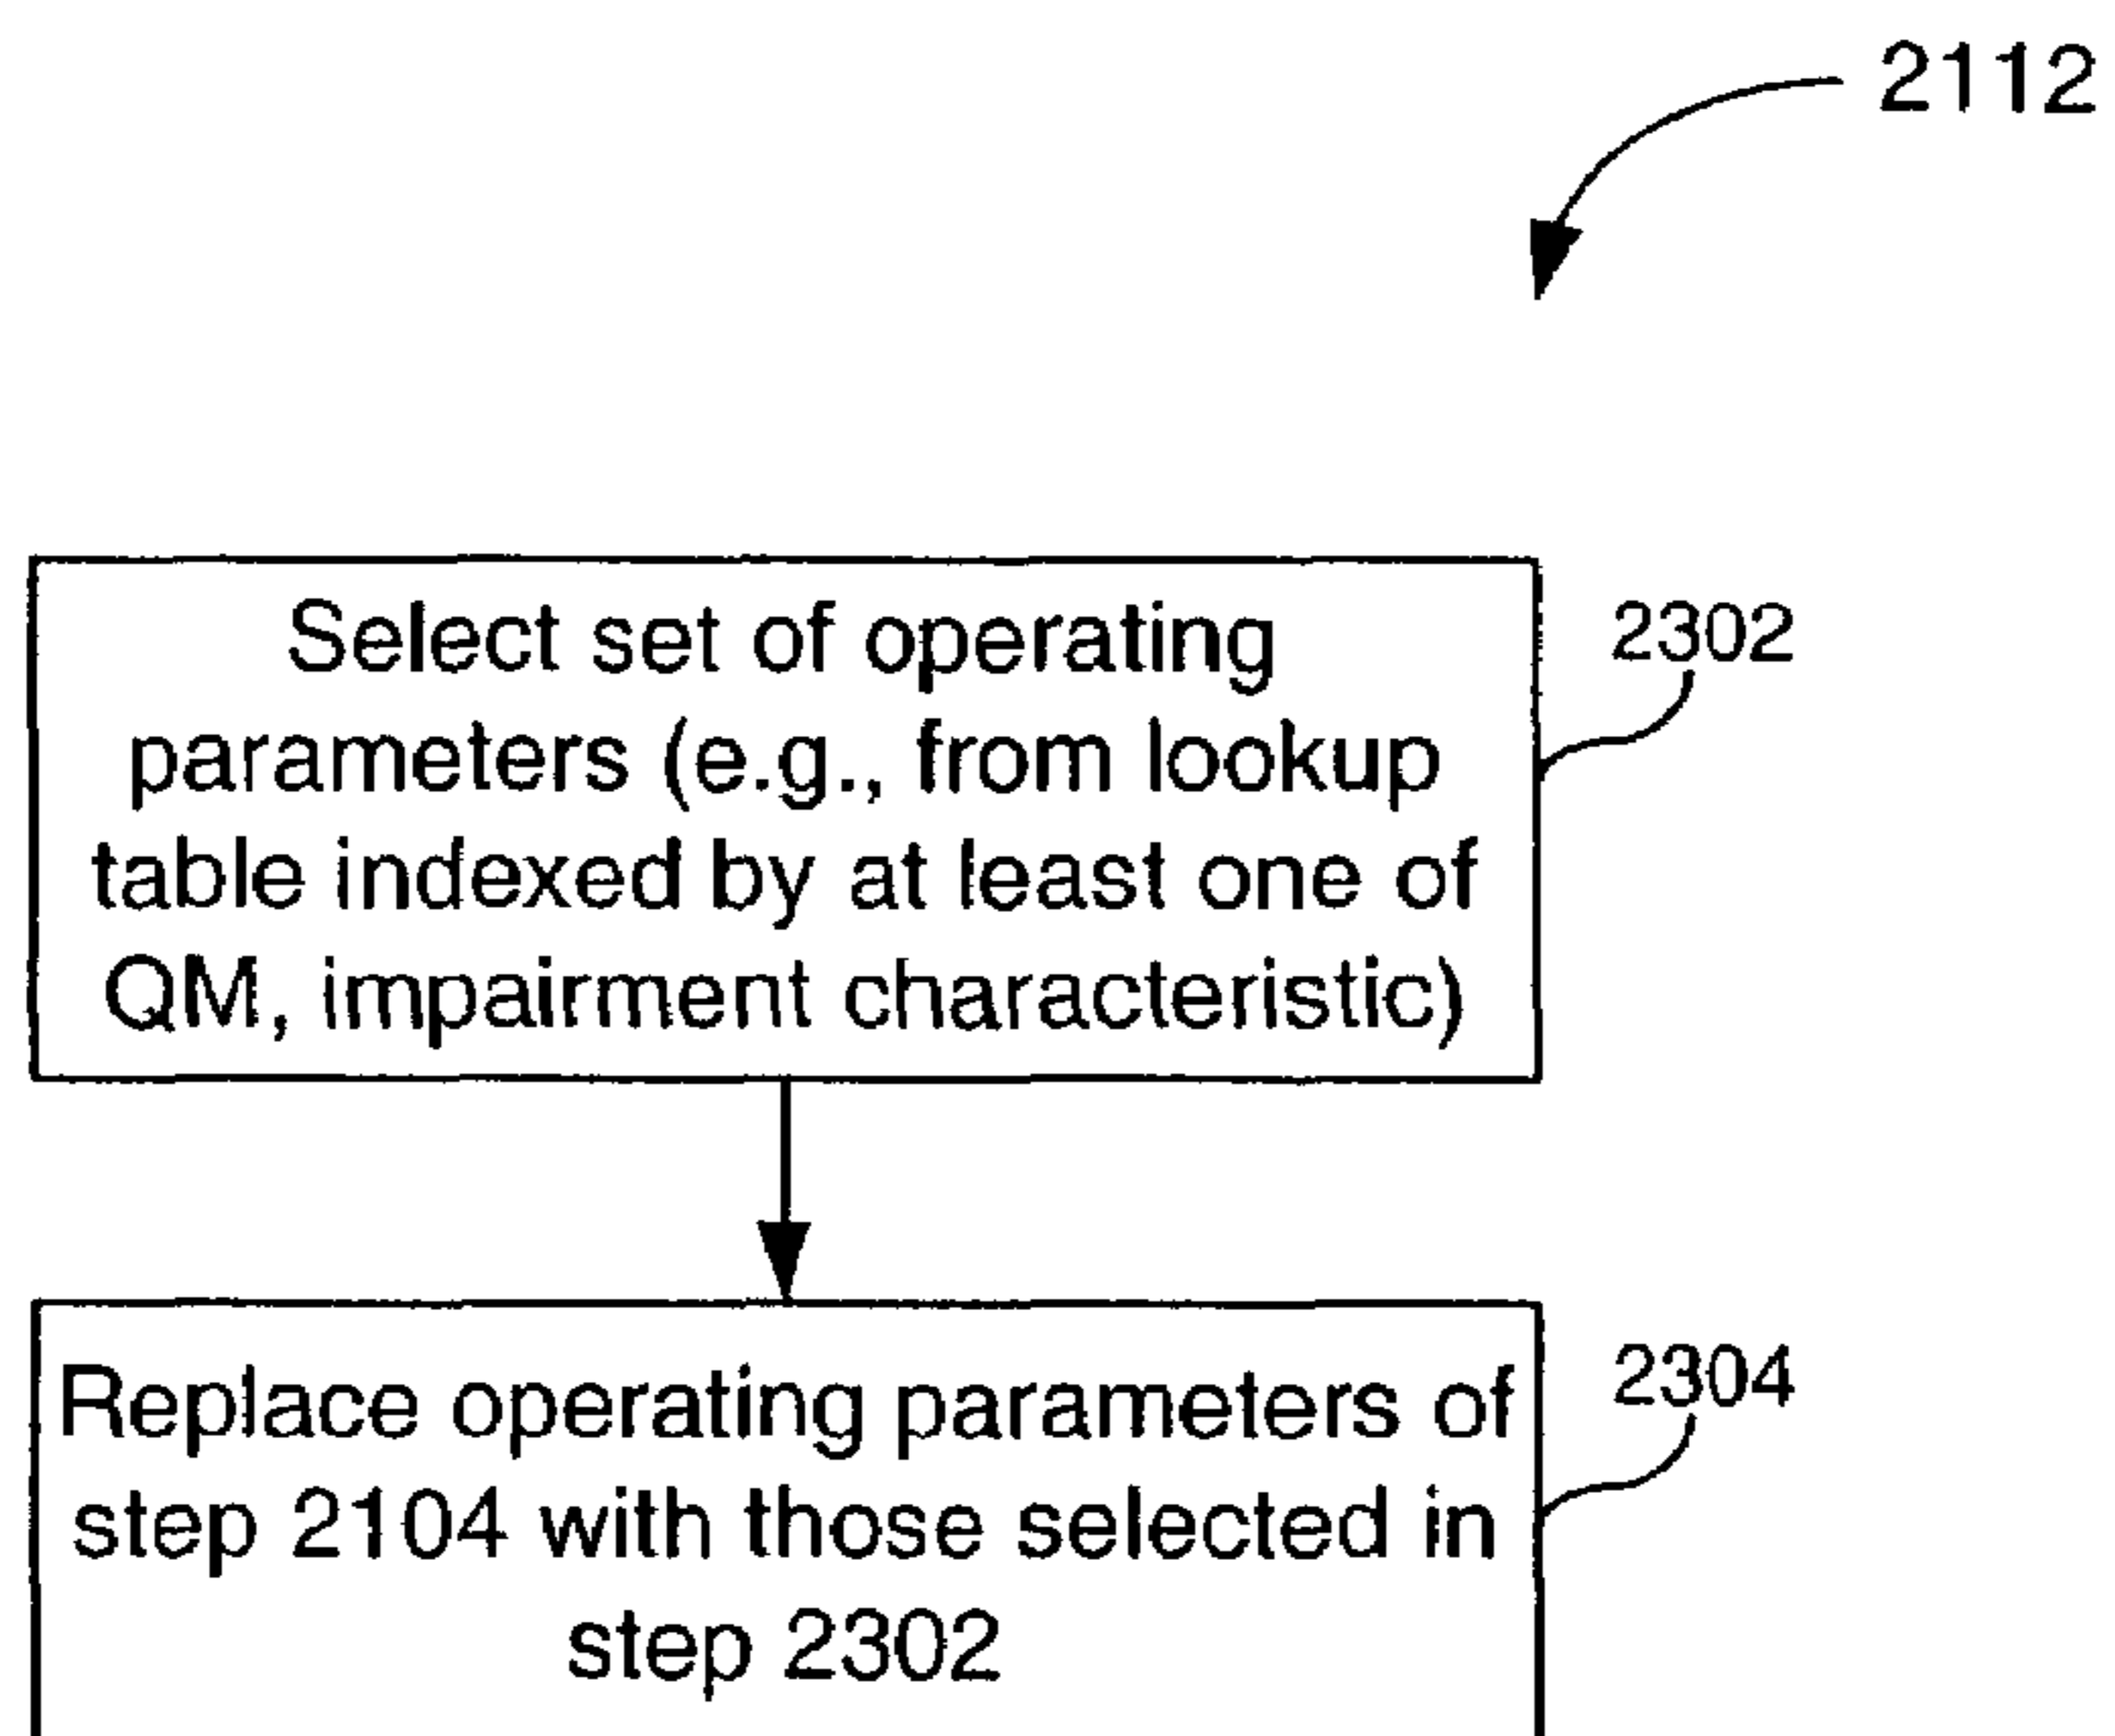 2112
Select set of operating
2302
parameters (e.g., from lookup
table indexed by at least one of
QM, impairment characteristic)
Replace operating parameters of
2304
step 2104 with those selected in
step 2302